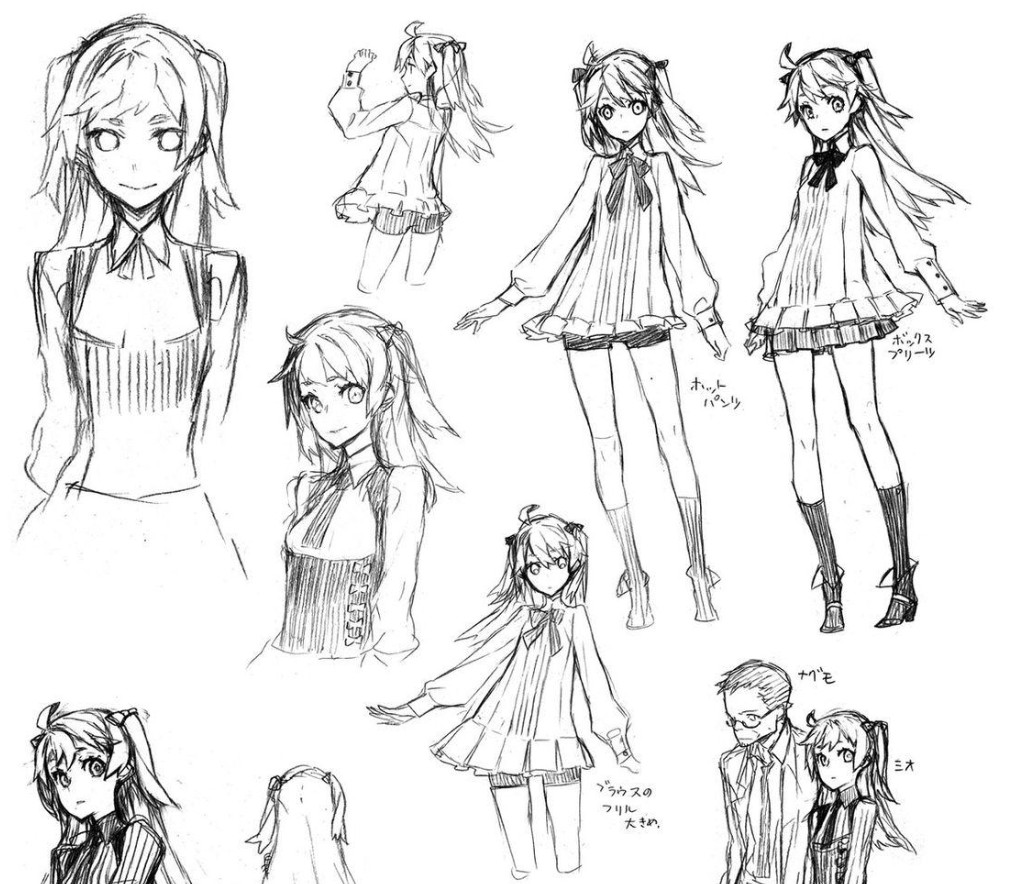 ボックス
プリーツ
ホット
パンツ
ナグモ
ミオ
ブラウスの
フリル
大きめ.